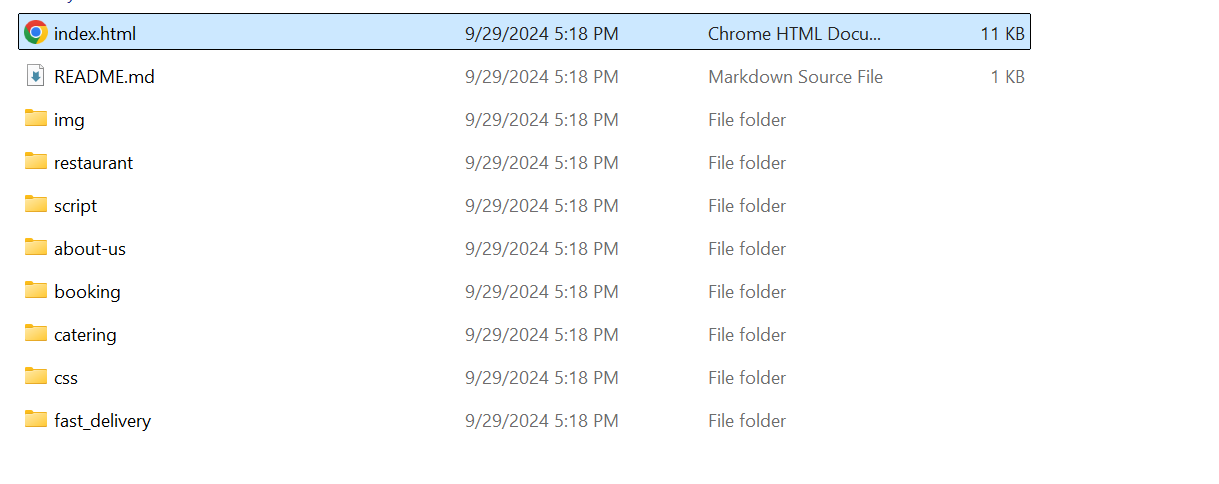 index.html 9/29/2024 5:18 PM Chrome HTML Docu... 11 KB
README.md 9/29/2024 5:18 PM Markdown Source File 1 KB
img 9/29/2024 5:18 PM File folder
restaurant 9/29/2024 5:18 PM File folder
script 9/29/2024 5:18 PM File folder
about-us 9/29/2024 5:18 PM File folder
booking 9/29/2024 5:18 PM File folder
catering 9/29/2024 5:18 PM File folder
css 9/29/2024 5:18 PM File folder
fast_delivery 9/29/2024 5:18 PM File folder